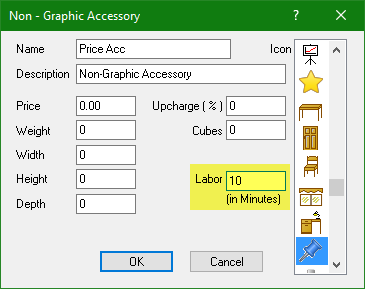 Non - Graphic Accessory ?
Name Price Acc Icon
Description Non-Graphic Accessory
Price 0.00 Upcharge ( % ) 0
Weight 0 Cubes 0
Width 0
Height 0 Labor 10
(in Minutes)
Depth 0
OK Cancel